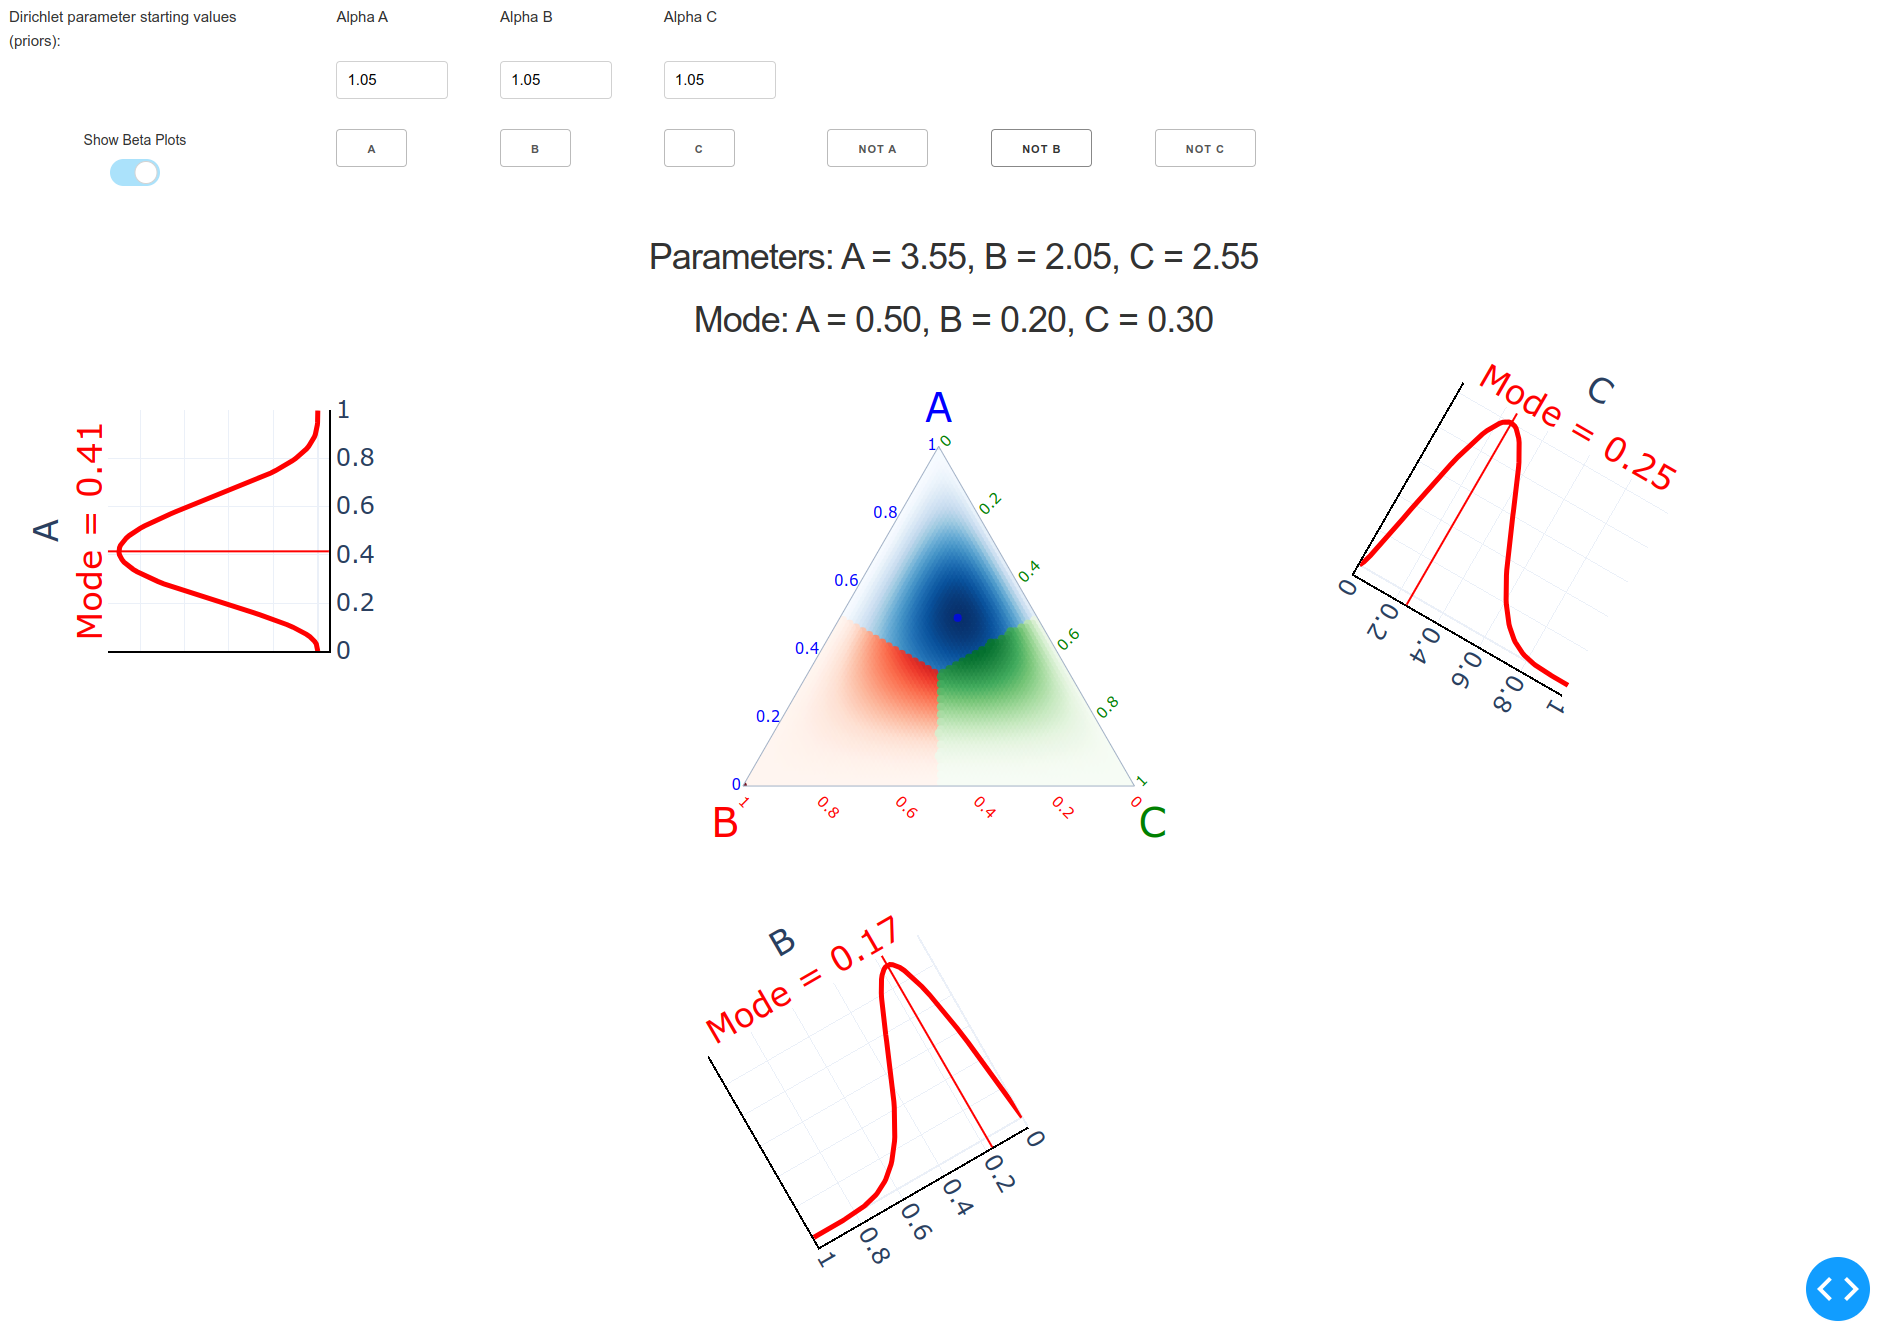 Dirichlet parameter starting values
(priors):
Alpha A
Alpha B
Alpha C
1.05
1.05
1.05
Show Beta Plots
A
B
C
NOT A
NOT B
NOT C
Parameters: A = 3.55, B = 2.05, C = 2.55
Mode: A = 0.50, B = 0.20, C = 0.30
A
Mode = 0.41
1
0.8
0.6
0.4
0.2
0
A
1
0.8
0.6
0.4
0.2
0
0
0.2
0.4
0.6
0.8
1
B
1
0.8
0.6
0.4
0.2
0
C
C
Mode = 0.25
0
0.2
0.4
0.6
0.8
1
B
Mode = 0.17
0
0.2
0.4
0.6
0.8
1